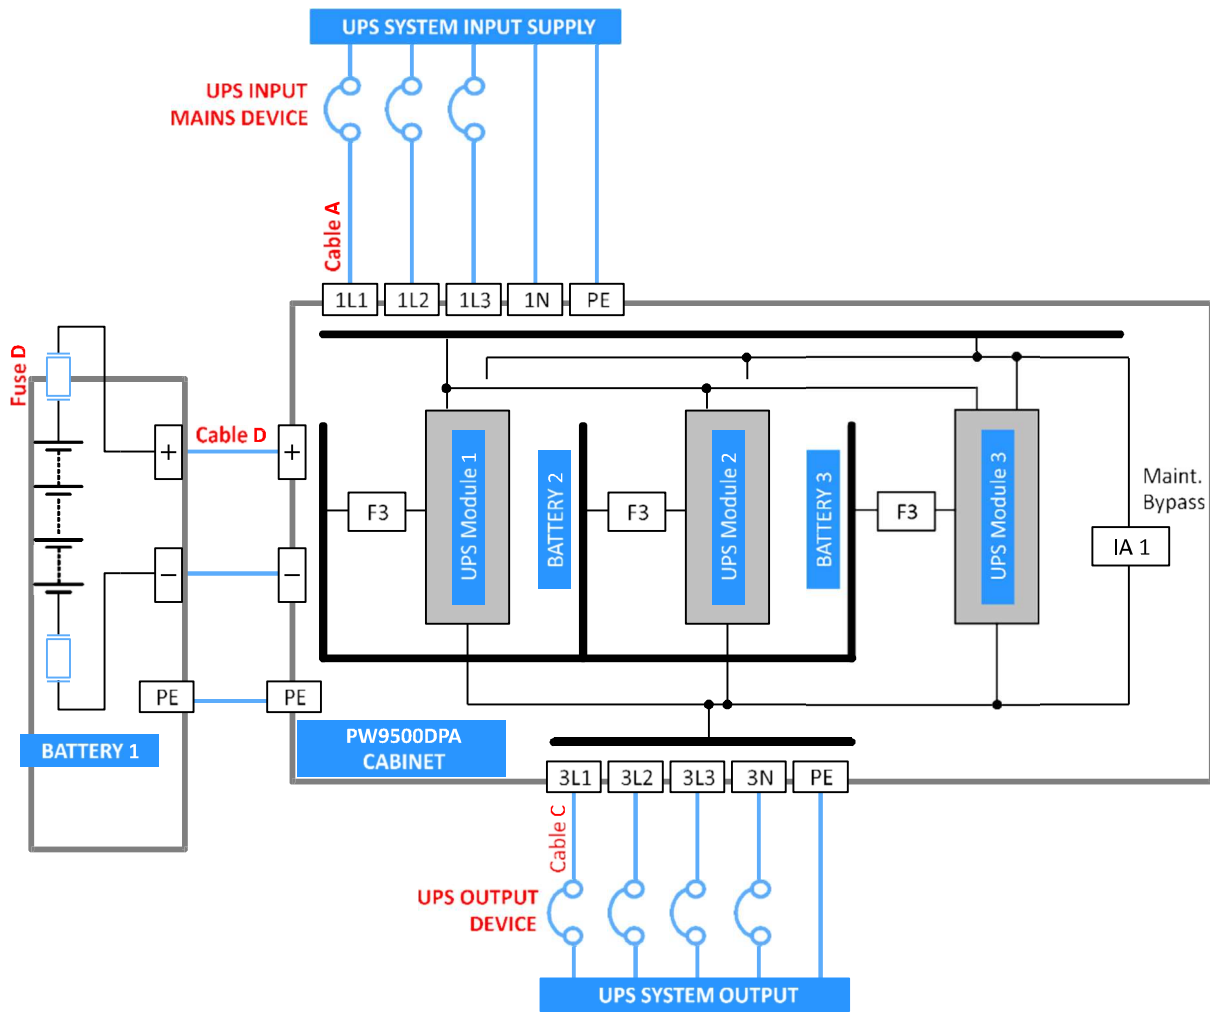 UPS SYSTEM INPUT SUPPLY
UPS INPUT
MAINS DEVICE
Cable A
1L1
1L2
1L3
1N
PE
Fuse D
+
Cable D
+
−
−
PE
PE
BATTERY 1
F3
UPS Module 1
BATTERY 2
F3
UPS Module 2
BATTERY 3
F3
UPS Module 3
Maint.
Bypass
IA 1
PW9500DPA
CABINET
3L1
3L2
3L3
3N
PE
Cable C
UPS OUTPUT
DEVICE
UPS SYSTEM OUTPUT